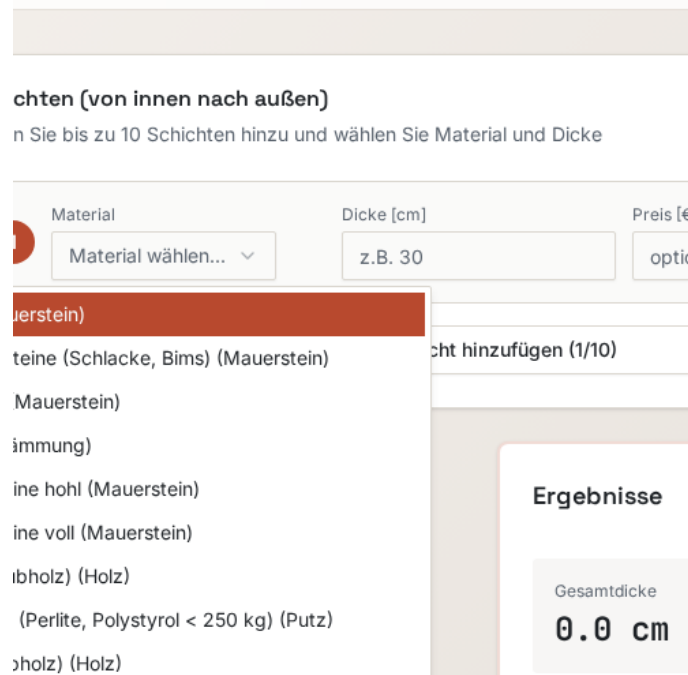 chten (von innen nach außen)
n Sie bis zu 10 Schichten hinzu und wählen Sie Material und Dicke
Material
Dicke [cm]
Preis [€
Material wählen...
z.B. 30
optio
uerstein)
teine (Schlacke, Bims) (Mauerstein)
cht hinzufügen (1/10)
(Mauerstein)
ämmung)
ine hohl (Mauerstein)
ine voll (Mauerstein)
ubholz) (Holz)
(Perlite, Polystyrol < 250 kg) (Putz)
bholz) (Holz)
Ergebnisse
Gesamtdicke
0.0 cm